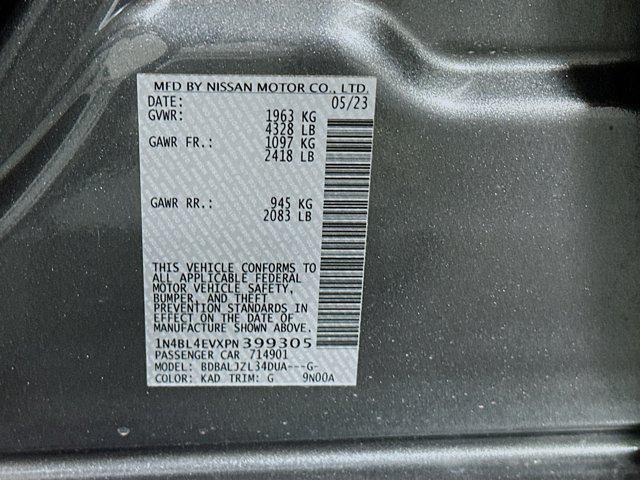 MFD BY NISSAN MOTOR CO., LTD.
DATE: 05/23
GVWR: 1963 KG
4328 LB
GAWR FR.: 1097 KG
2418 LB
GAWR RR.: 945 KG
2083 LB
THIS VEHICLE CONFORMS TO
ALL APPLICABLE FEDERAL
MOTOR VEHICLE SAFETY,
BUMPER, AND THEFT
PREVENTION STANDARDS IN
EFFECT ON THE DATE OF
MANUFACTURE SHOWN ABOVE.
1N4BL4EVXPN 399305
PASSENGER CAR 714901
MODEL: BDBALJZL34DUA---G-
COLOR: KAD TRIM: G 9N00A